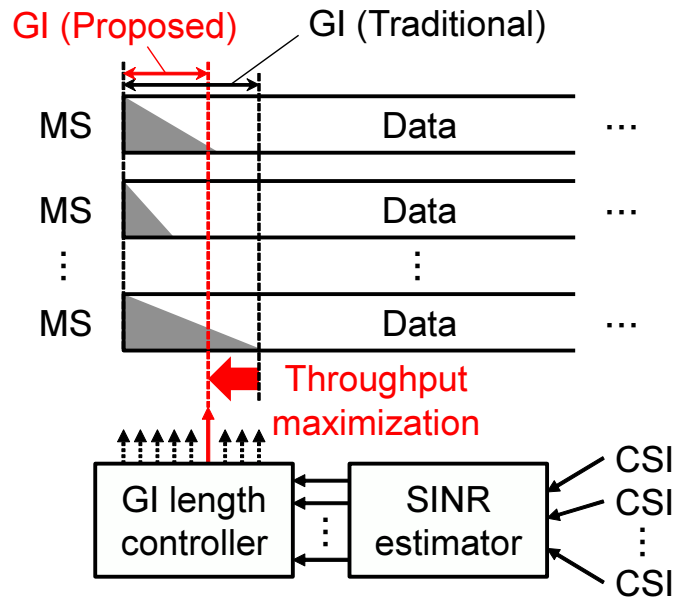 GI (Proposed)
GI (Traditional)
MS Data ...
MS Data ...
⋮ ⋮
MS Data ...
Throughput
maximization
GI length
controller
⋮
SINR
estimator
CSI
CSI
⋮
CSI